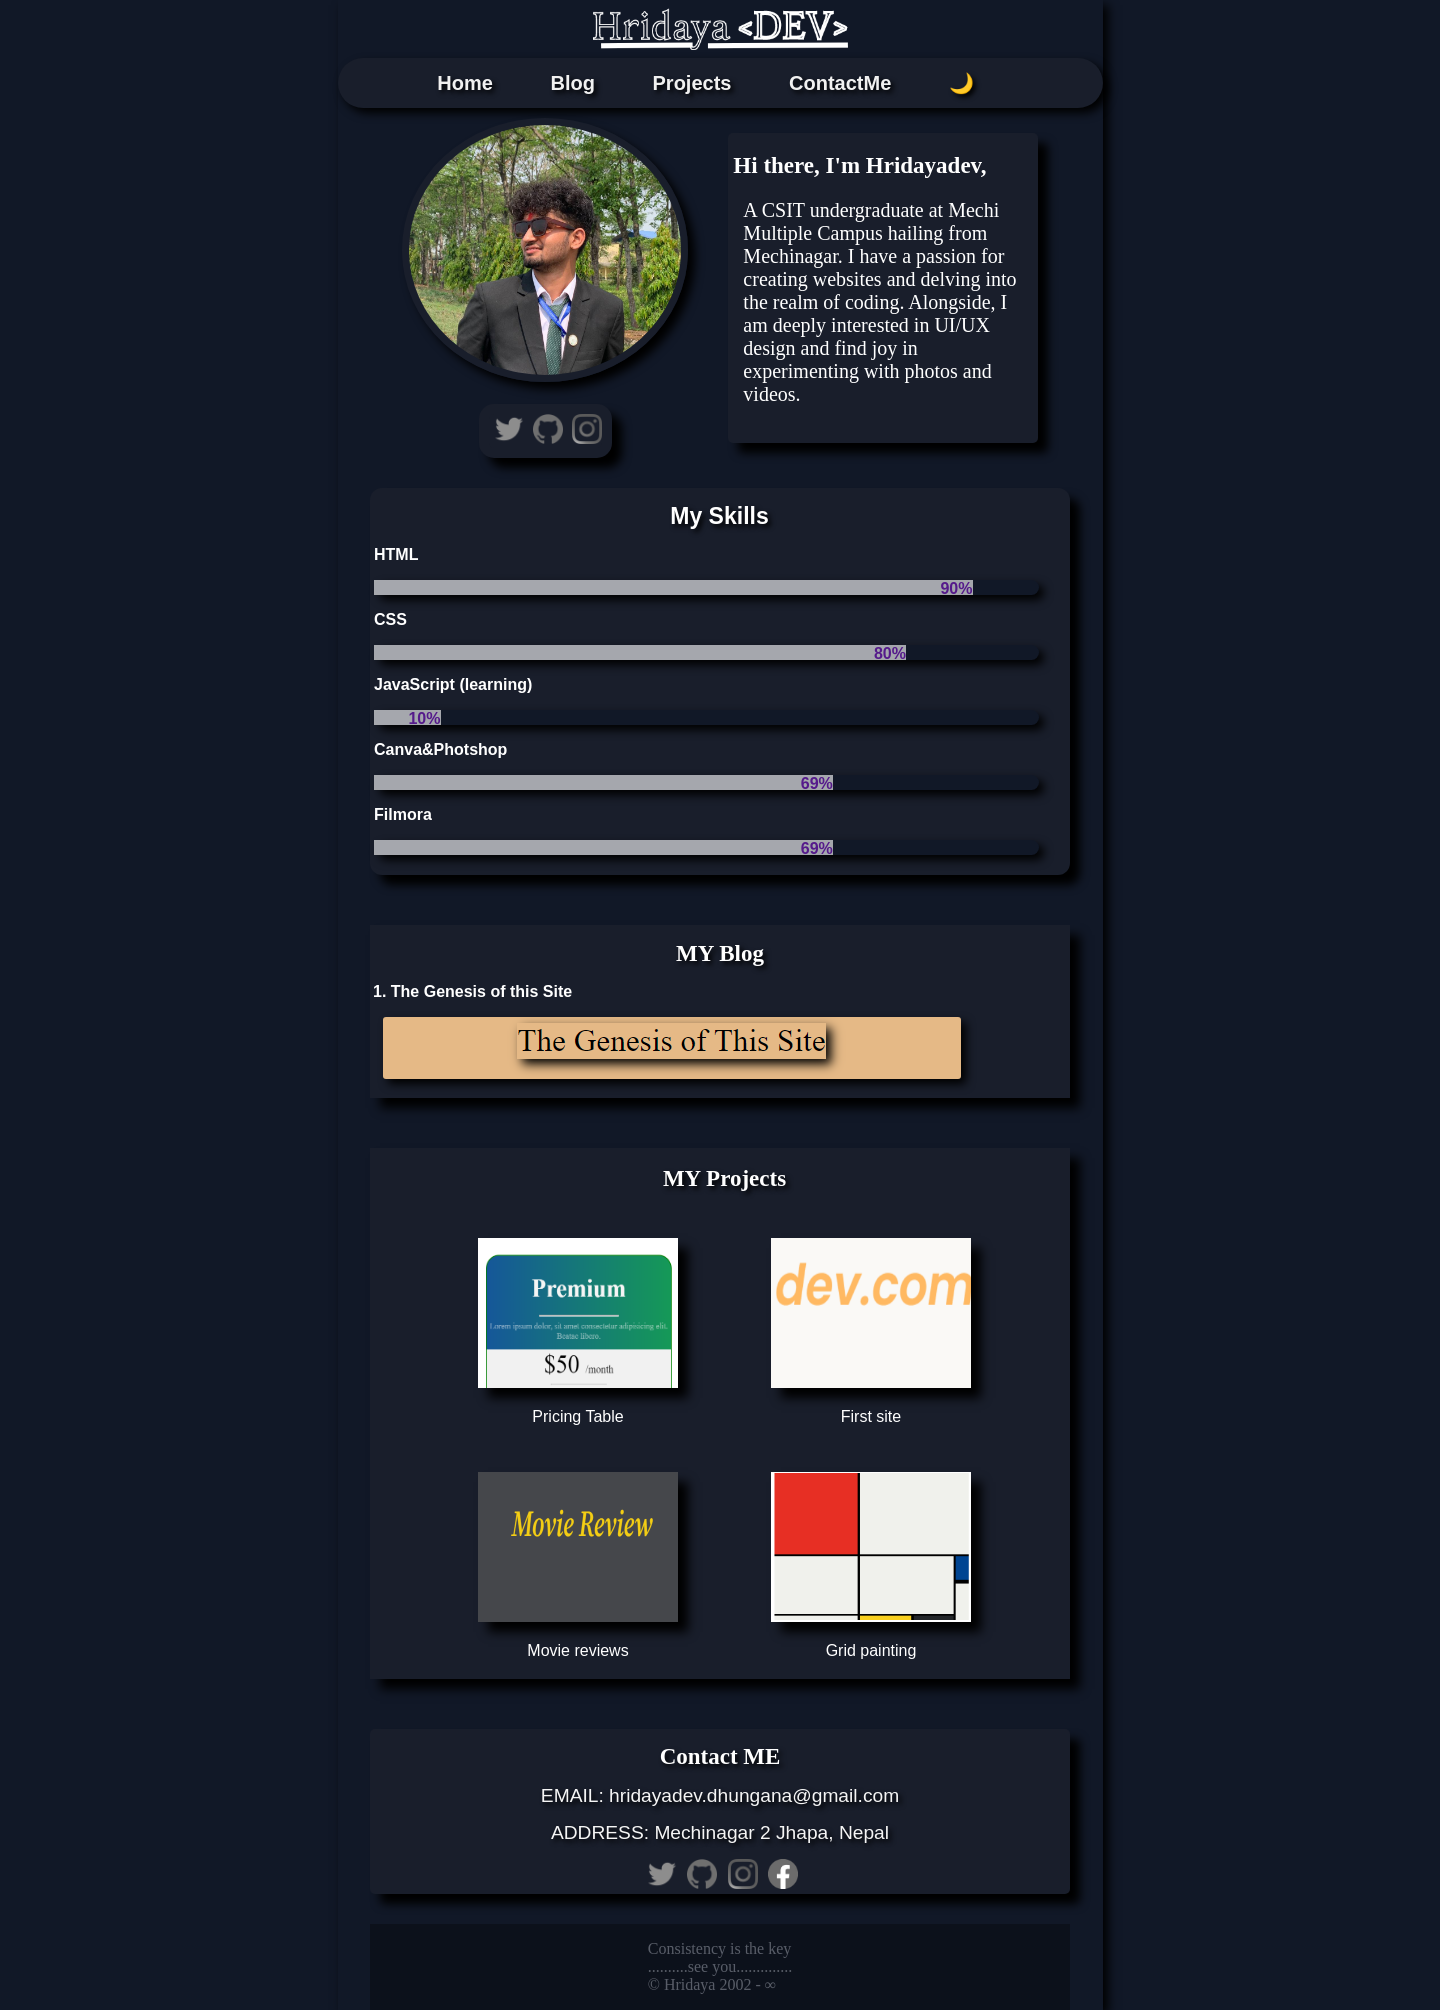 Hridaya <DEV>
Home Blog Projects ContactMe
Hi there, I'm Hridayadev,
A CSIT undergraduate at Mechi
Multiple Campus hailing from
Mechinagar. I have a passion for
creating websites and delving into
the realm of coding. Alongside, I
am deeply interested in UI/UX
design and find joy in
experimenting with photos and
videos.
My Skills
HTML
90%
CSS
80%
JavaScript (learning)
10%
Canva&Photshop
69%
Filmora
69%
MY Blog
1. The Genesis of this Site
The Genesis of This Site
MY Projects
Premium
Lorem ipsum dolor, sit amet consectetur adipisicing elit.
Beatae libero.
$50 /month
dev.com
Pricing Table
First site
Movie Review
Movie reviews
Grid painting
Contact ME
EMAIL: hridayadev.dhungana@gmail.com
ADDRESS: Mechinagar 2 Jhapa, Nepal
Consistency is the key
..........see you..............
© Hridaya 2002 - ∞